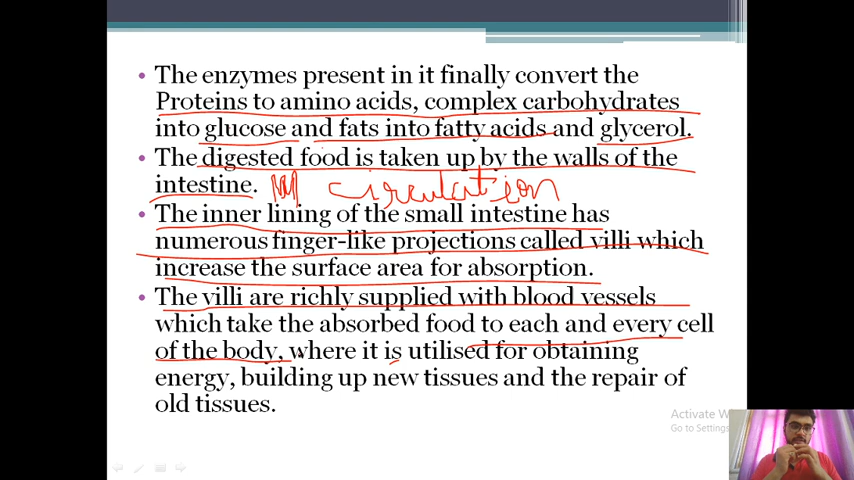 • The enzymes present in it finally convert the
Proteins to amino acids, complex carbohydrates
into glucose and fats into fatty acids and glycerol.
• The digested food is taken up by the walls of the
intestine. circulation
• The inner lining of the small intestine has
numerous finger-like projections called villi which
increase the surface area for absorption.
• The villi are richly supplied with blood vessels
which take the absorbed food to each and every cell
of the body, where it is utilised for obtaining
energy, building up new tissues and the repair of
old tissues.
Activate W
Go to Settings